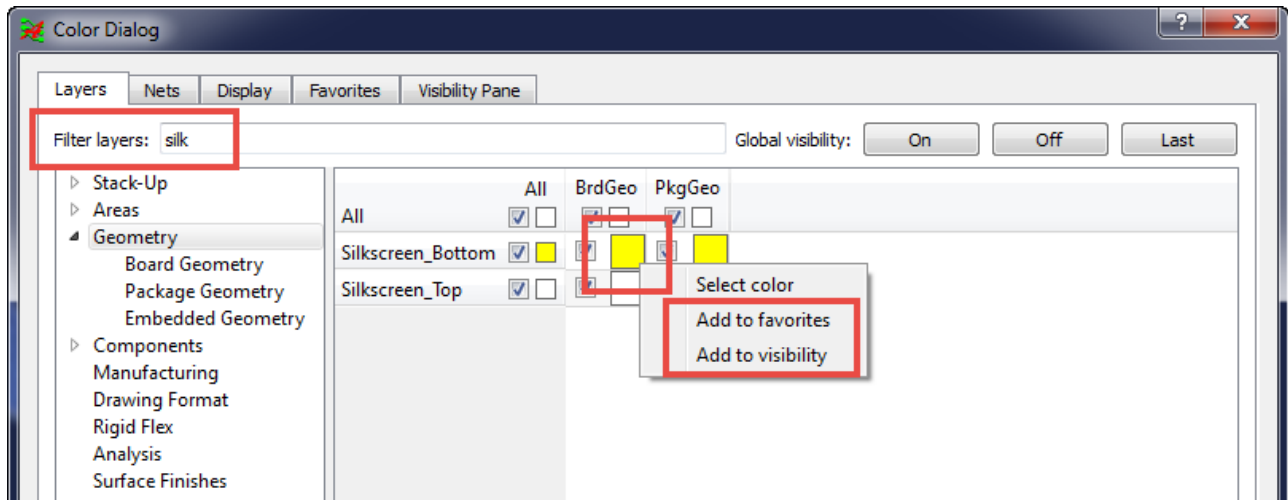 Color Dialog
?
X
Layers Nets Display Favorites Visibility Pane
Filter layers: silk Global visibility: On Off Last
Stack-Up
Areas
Geometry
Board Geometry
Package Geometry
Embedded Geometry
Components
Manufacturing
Drawing Format
Rigid Flex
Analysis
Surface Finishes
All BrdGeo PkgGeo
All
Silkscreen_Bottom
Silkscreen_Top
Select color
Add to favorites
Add to visibility